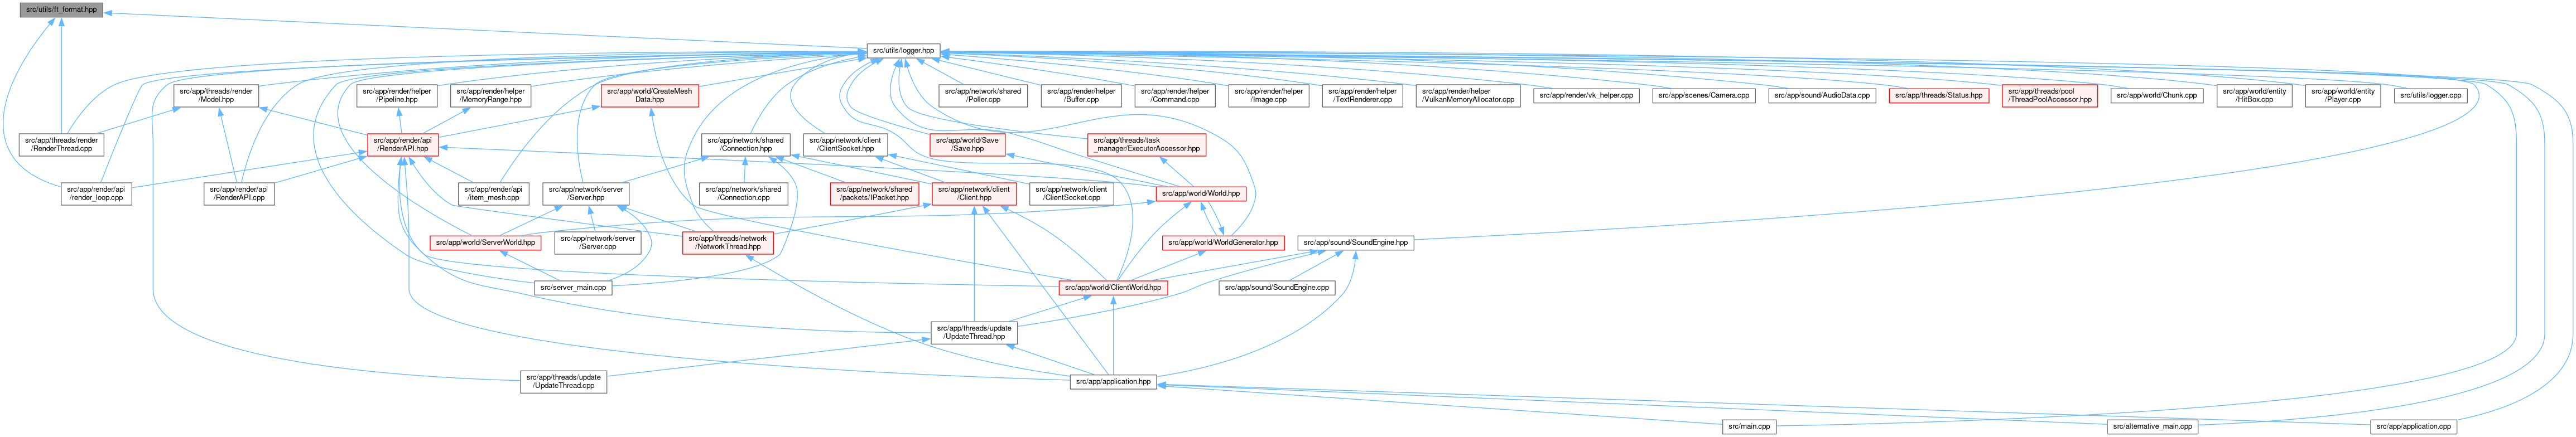 src/utils/ft_format.hpp
src/utils/logger.hpp
src/app/threads/render
/Model.hpp
src/app/render/helper
/Pipeline.hpp
src/app/render/helper
/MemoryRange.hpp
src/app/world/CreateMesh
Data.hpp
src/app/network/shared
/Poller.cpp
src/app/render/helper
/Buffer.cpp
src/app/render/helper
/Command.cpp
src/app/render/helper
/Image.cpp
src/app/render/helper
/TextRenderer.cpp
src/app/render/helper
/VulkanMemoryAllocator.cpp
src/app/render/vk_helper.cpp
src/app/scenes/Camera.cpp
src/app/sound/AudioData.cpp
src/app/threads/Status.hpp
src/app/threads/pool
/ThreadPoolAccessor.hpp
src/app/world/Chunk.cpp
src/app/world/entity
/HitBox.cpp
src/app/world/entity
/Player.cpp
src/utils/logger.cpp
src/app/threads/render
/RenderThread.cpp
src/app/render/api
/RenderAPI.hpp
src/app/network/shared
/Connection.hpp
src/app/network/client
/ClientSocket.hpp
src/app/world/Save
/Save.hpp
src/app/threads/task
_manager/ExecutorAccessor.hpp
src/app/render/api
/render_loop.cpp
src/app/render/api
/RenderAPI.cpp
src/app/render/api
/item_mesh.cpp
src/app/network/server
/Server.hpp
src/app/network/shared
/Connection.cpp
src/app/network/shared
/packets/IPacket.hpp
src/app/network/client
/Client.hpp
src/app/network/client
/ClientSocket.cpp
src/app/world/World.hpp
src/app/world/ServerWorld.hpp
src/app/network/server
/Server.cpp
src/app/threads/network
/NetworkThread.hpp
src/app/world/WorldGenerator.hpp
src/app/sound/SoundEngine.hpp
src/server_main.cpp
src/app/world/ClientWorld.hpp
src/app/sound/SoundEngine.cpp
src/app/threads/update
/UpdateThread.hpp
src/app/threads/update
/UpdateThread.cpp
src/app/application.hpp
src/main.cpp
src/alternative_main.cpp
src/app/application.cpp